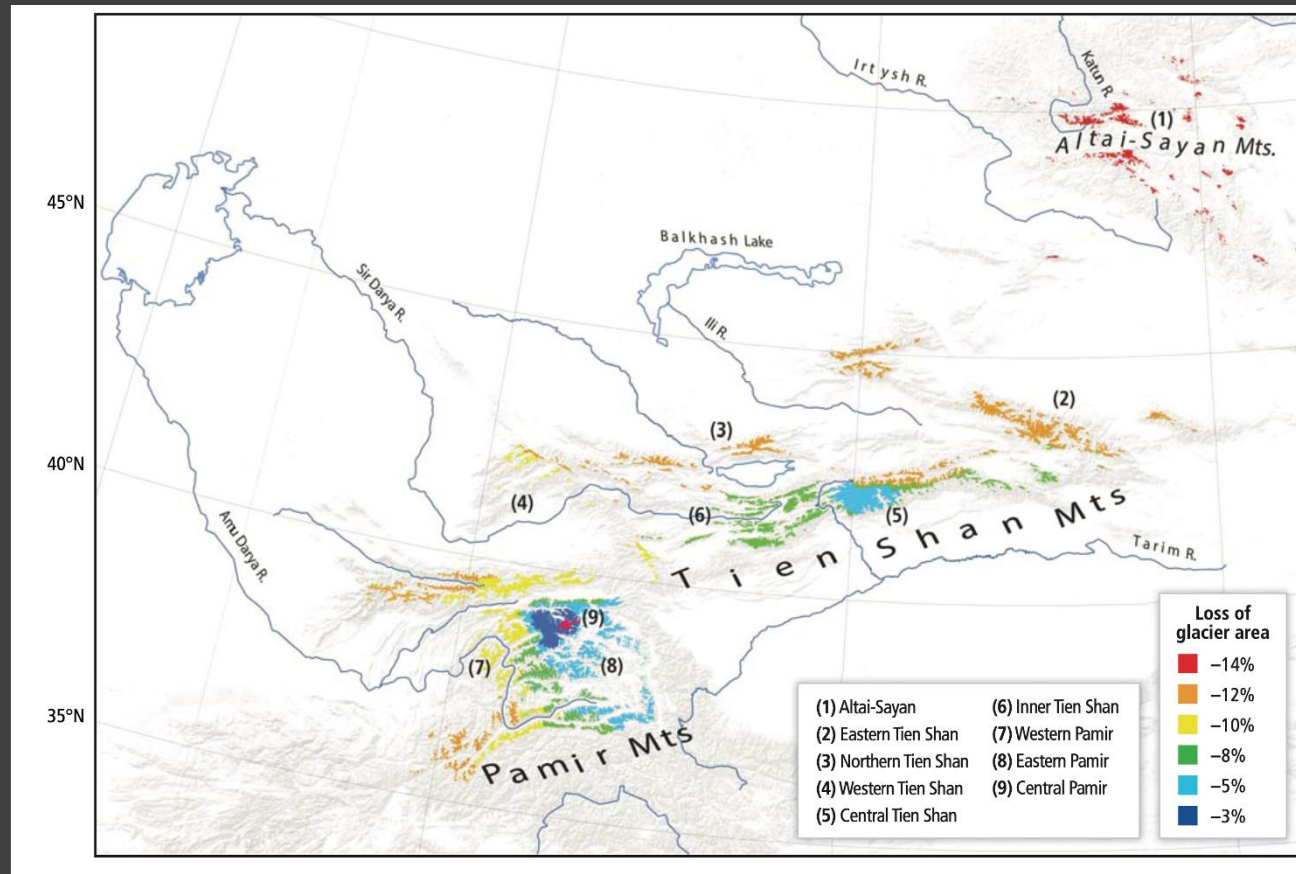 Irtysh R.
Katun R.
(1)
Altai-Sayan Mts.
45°N
Balkhash Lake
Sir Darya R.
Ili R.
(2)
(3)
40°N
(4)
(6)
(5)
Amu Darya R.
Tien Shan Mts
Tarim R.
(9)
(7)
(8)
35°N
Pamir Mts
(1) Altai-Sayan
(2) Eastern Tien Shan
(3) Northern Tien Shan
(4) Western Tien Shan
(5) Central Tien Shan
(6) Inner Tien Shan
(7) Western Pamir
(8) Eastern Pamir
(9) Central Pamir
Loss of
glacier area
–14%
–12%
–10%
–8%
–5%
–3%